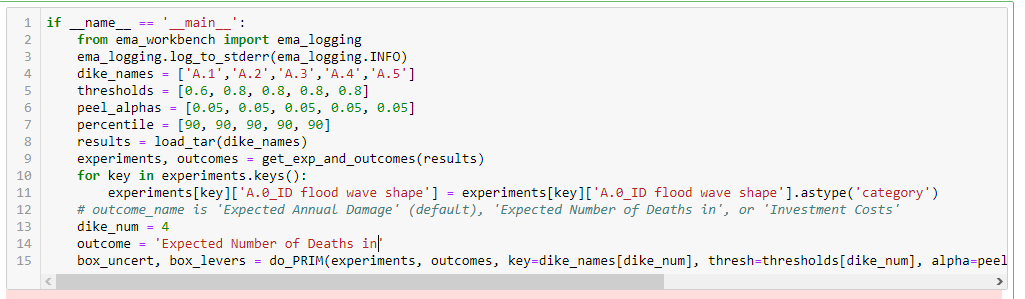 1 if __name__ == '__main__':
2     from ema_workbench import ema_logging
3     ema_logging.log_to_stderr(ema_logging.INFO)
4     dike_names = ['A.1','A.2','A.3','A.4','A.5']
5     thresholds = [0.6, 0.8, 0.8, 0.8, 0.8]
6     peel_alphas = [0.05, 0.05, 0.05, 0.05, 0.05]
7     percentile = [90, 90, 90, 90, 90]
8     results = load_tar(dike_names)
9     experiments, outcomes = get_exp_and_outcomes(results)
10     for key in experiments.keys():
11         experiments[key]['A.0_ID flood wave shape'] = experiments[key]['A.0_ID flood wave shape'].astype('category')
12     # outcome_name is 'Expected Annual Damage' (default), 'Expected Number of Deaths in', or 'Investment Costs'
13     dike_num = 4
14     outcome = 'Expected Number of Deaths in'
15     box_uncert, box_levers = do_PRIM(experiments, outcomes, key=dike_names[dike_num], thresh=thresholds[dike_num], alpha=peel